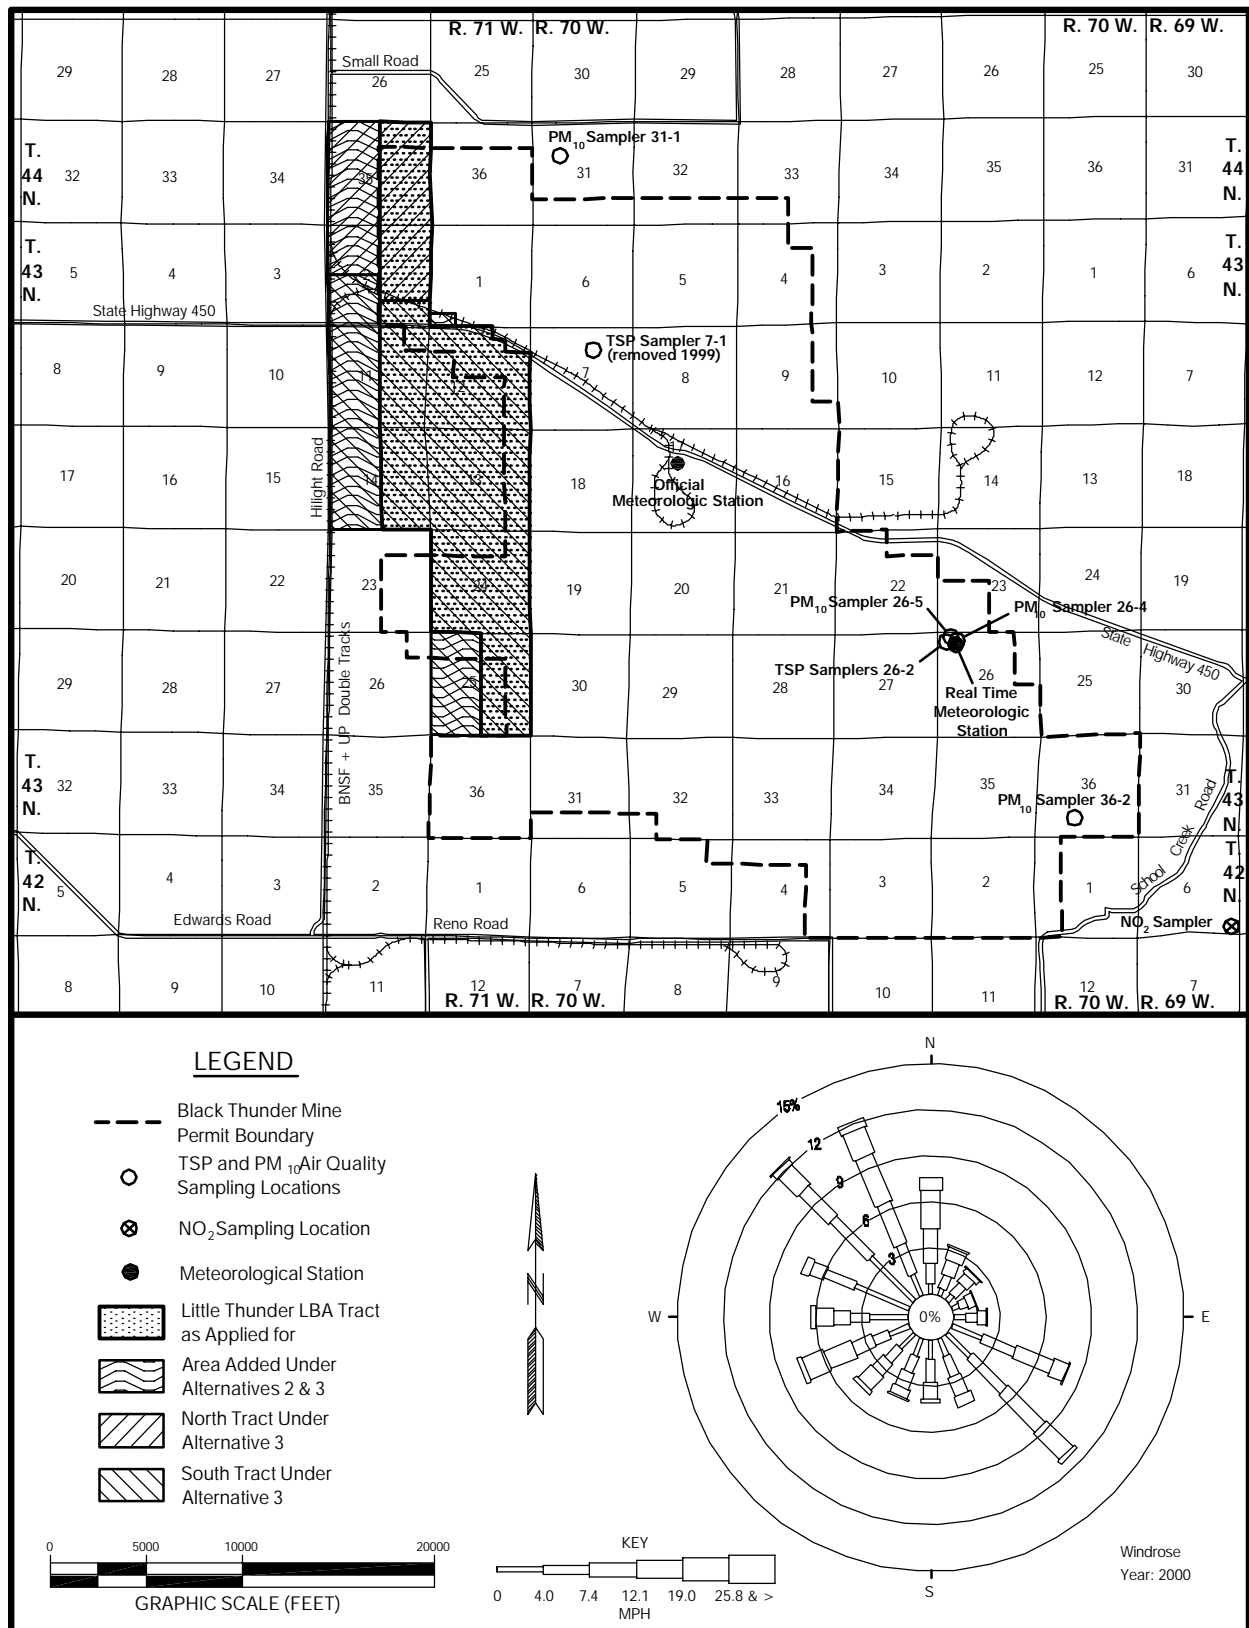 R. 71 W. R. 70 W. R. 70 W. R. 69 W.
Small Road
29 28 27 26 25 30 29 28 27 26 25 30
PM10 Sampler 31-1
T. 44 N. 32 33 34 35 36 31 32 33 34 35 36 31 T. 44 N.
T. 43 N. 5 4 3 2 1 6 5 4 3 2 1 6 T. 43 N.
State Highway 450
TSP Sampler 7-1
(removed 1999)
8 9 10 11 12 7 8 9 10 11 12 7
Hilight Road
17 16 15 14 13 18 17 16 15 14 13 18
Official
Meteorologic Station
20 21 22 23 24 19 20 21 22 23 24 19
PM10 Sampler 26-5
PM10 Sampler 26-4
State Highway 450
TSP Samplers 26-2
29 28 27 26 25 30 29 28 27 26 25 30
Real Time
Meteorologic
Station
BNSF + UP Double Tracks
T. 43 N. 32 33 34 35 36 31 32 33 34 35 36 31 T. 43 N.
PM10 Sampler 36-2
School Creek Road
T. 42 N. 5 4 3 2 1 6 5 4 3 2 1 6 T. 42 N.
Edwards Road
Reno Road
NO2 Sampler
8 9 10 11 12 7 8 9 10 11 12 7
R. 71 W. R. 70 W. R. 70 W. R. 69 W.
LEGEND
Black Thunder Mine
Permit Boundary
TSP and PM 10 Air Quality
Sampling Locations
NO2 Sampling Location
Meteorological Station
Little Thunder LBA Tract
as Applied for
Area Added Under
Alternatives 2 & 3
North Tract Under
Alternative 3
South Tract Under
Alternative 3
0 5000 10000 20000
GRAPHIC SCALE (FEET)
N
N
15%
12
9
6
3
0%
W
E
S
KEY
0 4.0 7.4 12.1 19.0 25.8 & >
MPH
Windrose
Year: 2000